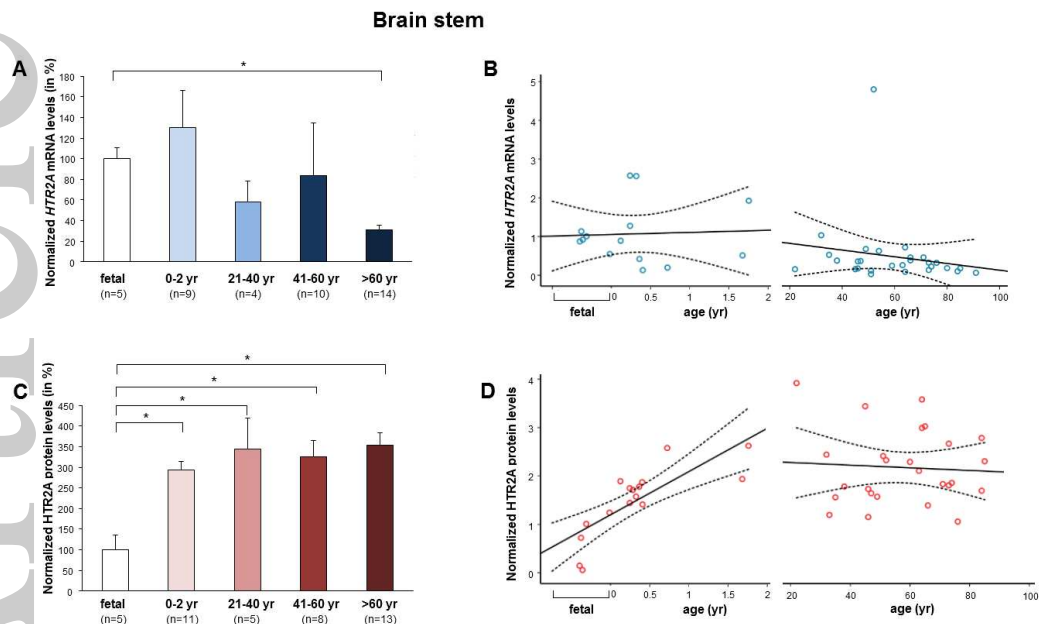 Brain stem
A
Normalized HTR2A mRNA levels (in %)
180
160
140
120
100
80
60
40
20
0
*
fetal 0-2 yr 21-40 yr 41-60 yr >60 yr
(n=5) (n=9) (n=4) (n=10) (n=14)
B
Normalized HTR2A mRNA levels
5
4
3
2
1
0
0 0.5 1 1.5 2 20 40 60 80 100
fetal age (yr) age (yr)
C
Normalized HTR2A protein levels (in %)
450
400
350
300
250
200
150
100
50
0
*
*
*
*
fetal 0-2 yr 21-40 yr 41-60 yr >60 yr
(n=5) (n=11) (n=5) (n=8) (n=13)
D
Normalized HTR2A protein levels
4
3
2
1
0
0 0.5 1 1.5 2 20 40 60 80 100
fetal age (yr) age (yr)